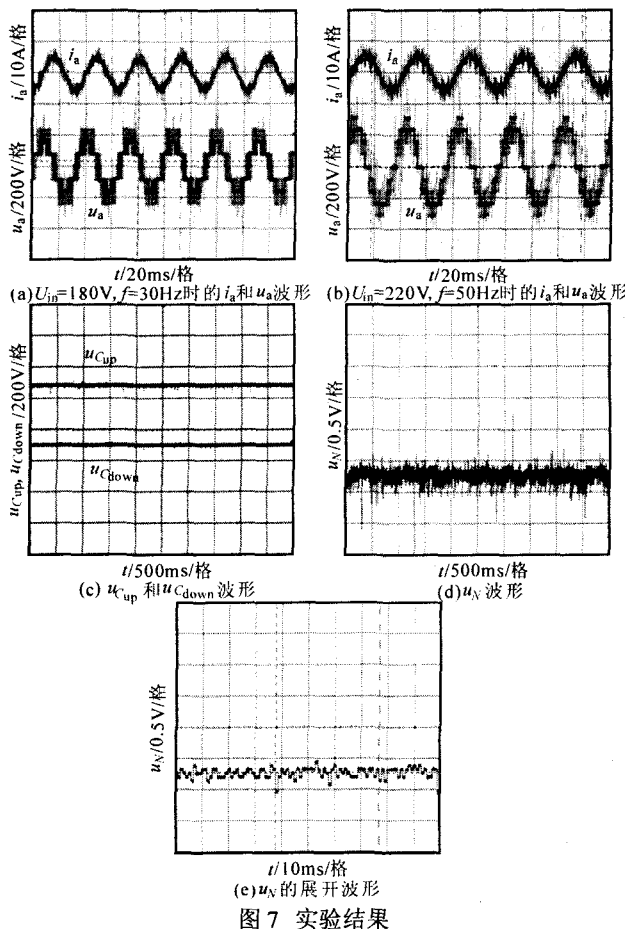 i_a/10A/格
i_a
u_a/200V/格
u_a
t/20ms/格
(a)U_in=180V, f=30Hz时的i_a和u_a波形
i_a/10A/格
i_a
u_a/200V/格
u_a
t/20ms/格
(b)U_in=220V, f=50Hz时的i_a和u_a波形
u_Cup, u_Cdown/200V/格
u_Cup
u_Cdown
t/500ms/格
(c) u_Cup和u_Cdown波形
u_N/0.5V/格
t/500ms/格
(d)u_N波形
u_N/0.5V/格
t/10ms/格
(e)u_N的展开波形
图7 实验结果